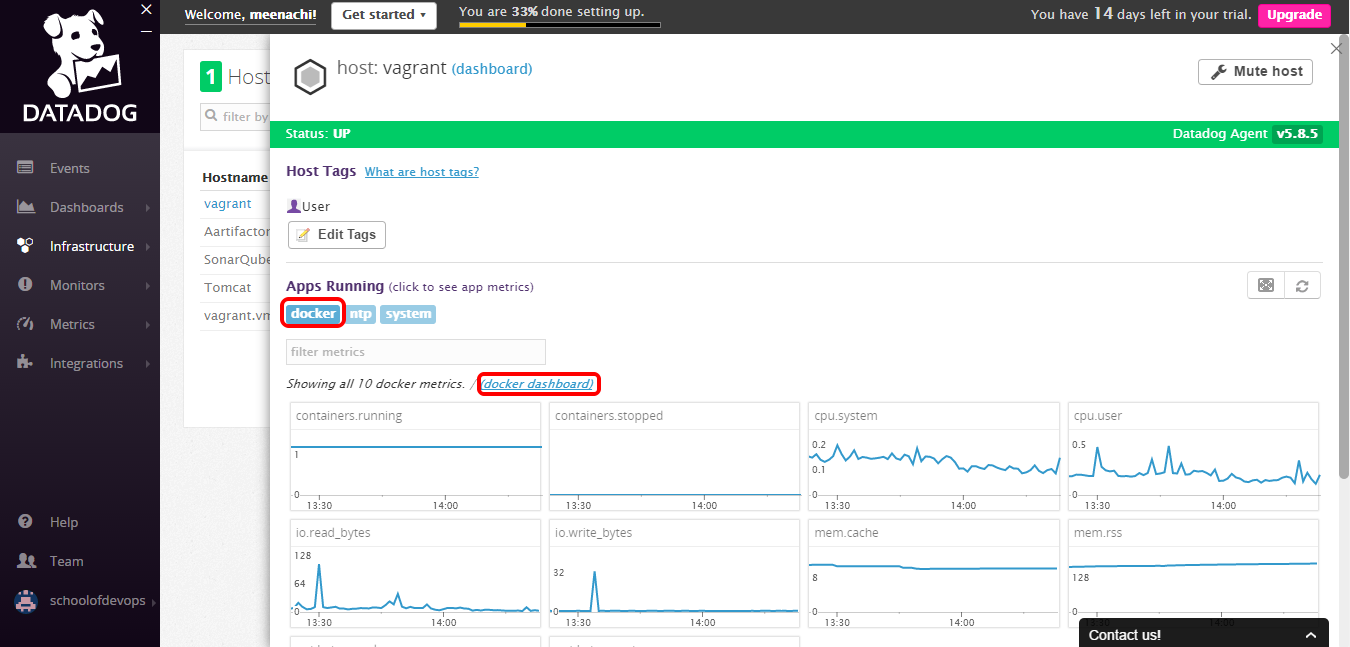 Welcome, meenachi!
Get started
You are 33% done setting up.
You have 14 days left in your trial.
Upgrade
DATADOG
Events
Dashboards
Infrastructure
Monitors
Metrics
Integrations
Help
Team
schoolofdevops
1 Host
filter by
Hostname
vagrant
Aartifactor
SonarQube
Tomcat
vagrant.vm
host: vagrant (dashboard)
Mute host
Status: UP
Datadog Agent v5.8.5
Host Tags What are host tags?
User
Edit Tags
Apps Running (click to see app metrics)
docker ntp system
filter metrics
Showing all 10 docker metrics. / (docker dashboard)
containers.running
1
0
13:30 14:00
containers.stopped
0
13:30 14:00
cpu.system
0.2
0.1
0
13:30 14:00
cpu.user
0.5
0
13:30 14:00
io.read_bytes
128
64
0
13:30 14:00
io.write_bytes
32
0
13:30 14:00
mem.cache
8
0
13:30 14:00
mem.rss
128
0
Contact us!